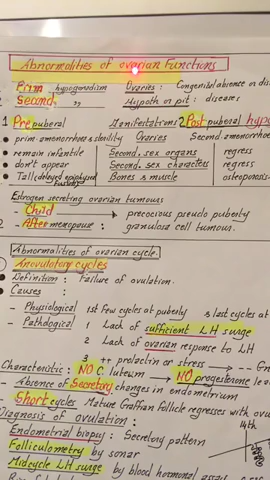 Abnormalities of ovarian Functions
Prim hypogonadism Ovaries : Congenital absence or dis
Second. " Hypoth or pit : diseases
1 Prepuberal Manifestations 2 Postpuberal hypo
• prim-amenorrhoea & sterility Ovaries Second-amenorrhoe
• remain infantile Second. sex organs regress
• don't appear Second. sex characters regress
• Tall (delayed epiphyseal Bones & muscle osteoporosis
Estrogen secreting ovarian tumours
- Child → precocious pseudo puberty
- After menopause : granulosa cell tumour.
Abnormalities of ovarian cycle.
Anovulatory cycles
• Definition : Failure of ovulation.
• Causes :
- Physiological 1st few cycles at puberty & last cycles at
- Pathological 1 Lack of sufficient LH surge
2 Lack of ovarian response to LH
3 ++ prolactin or stress → -- Gn
Characteristic : NO C. luteum → NO progesterone
- Absence of Secretory changes in endometrium
Short cycles Mature Graffian follicle regresses with
Diagnosis of ovulation : 14th
Endometrial biopsy : Secretory pattern
Folliculometry by sonar
Midcycle LH surge by blood hormonal assay